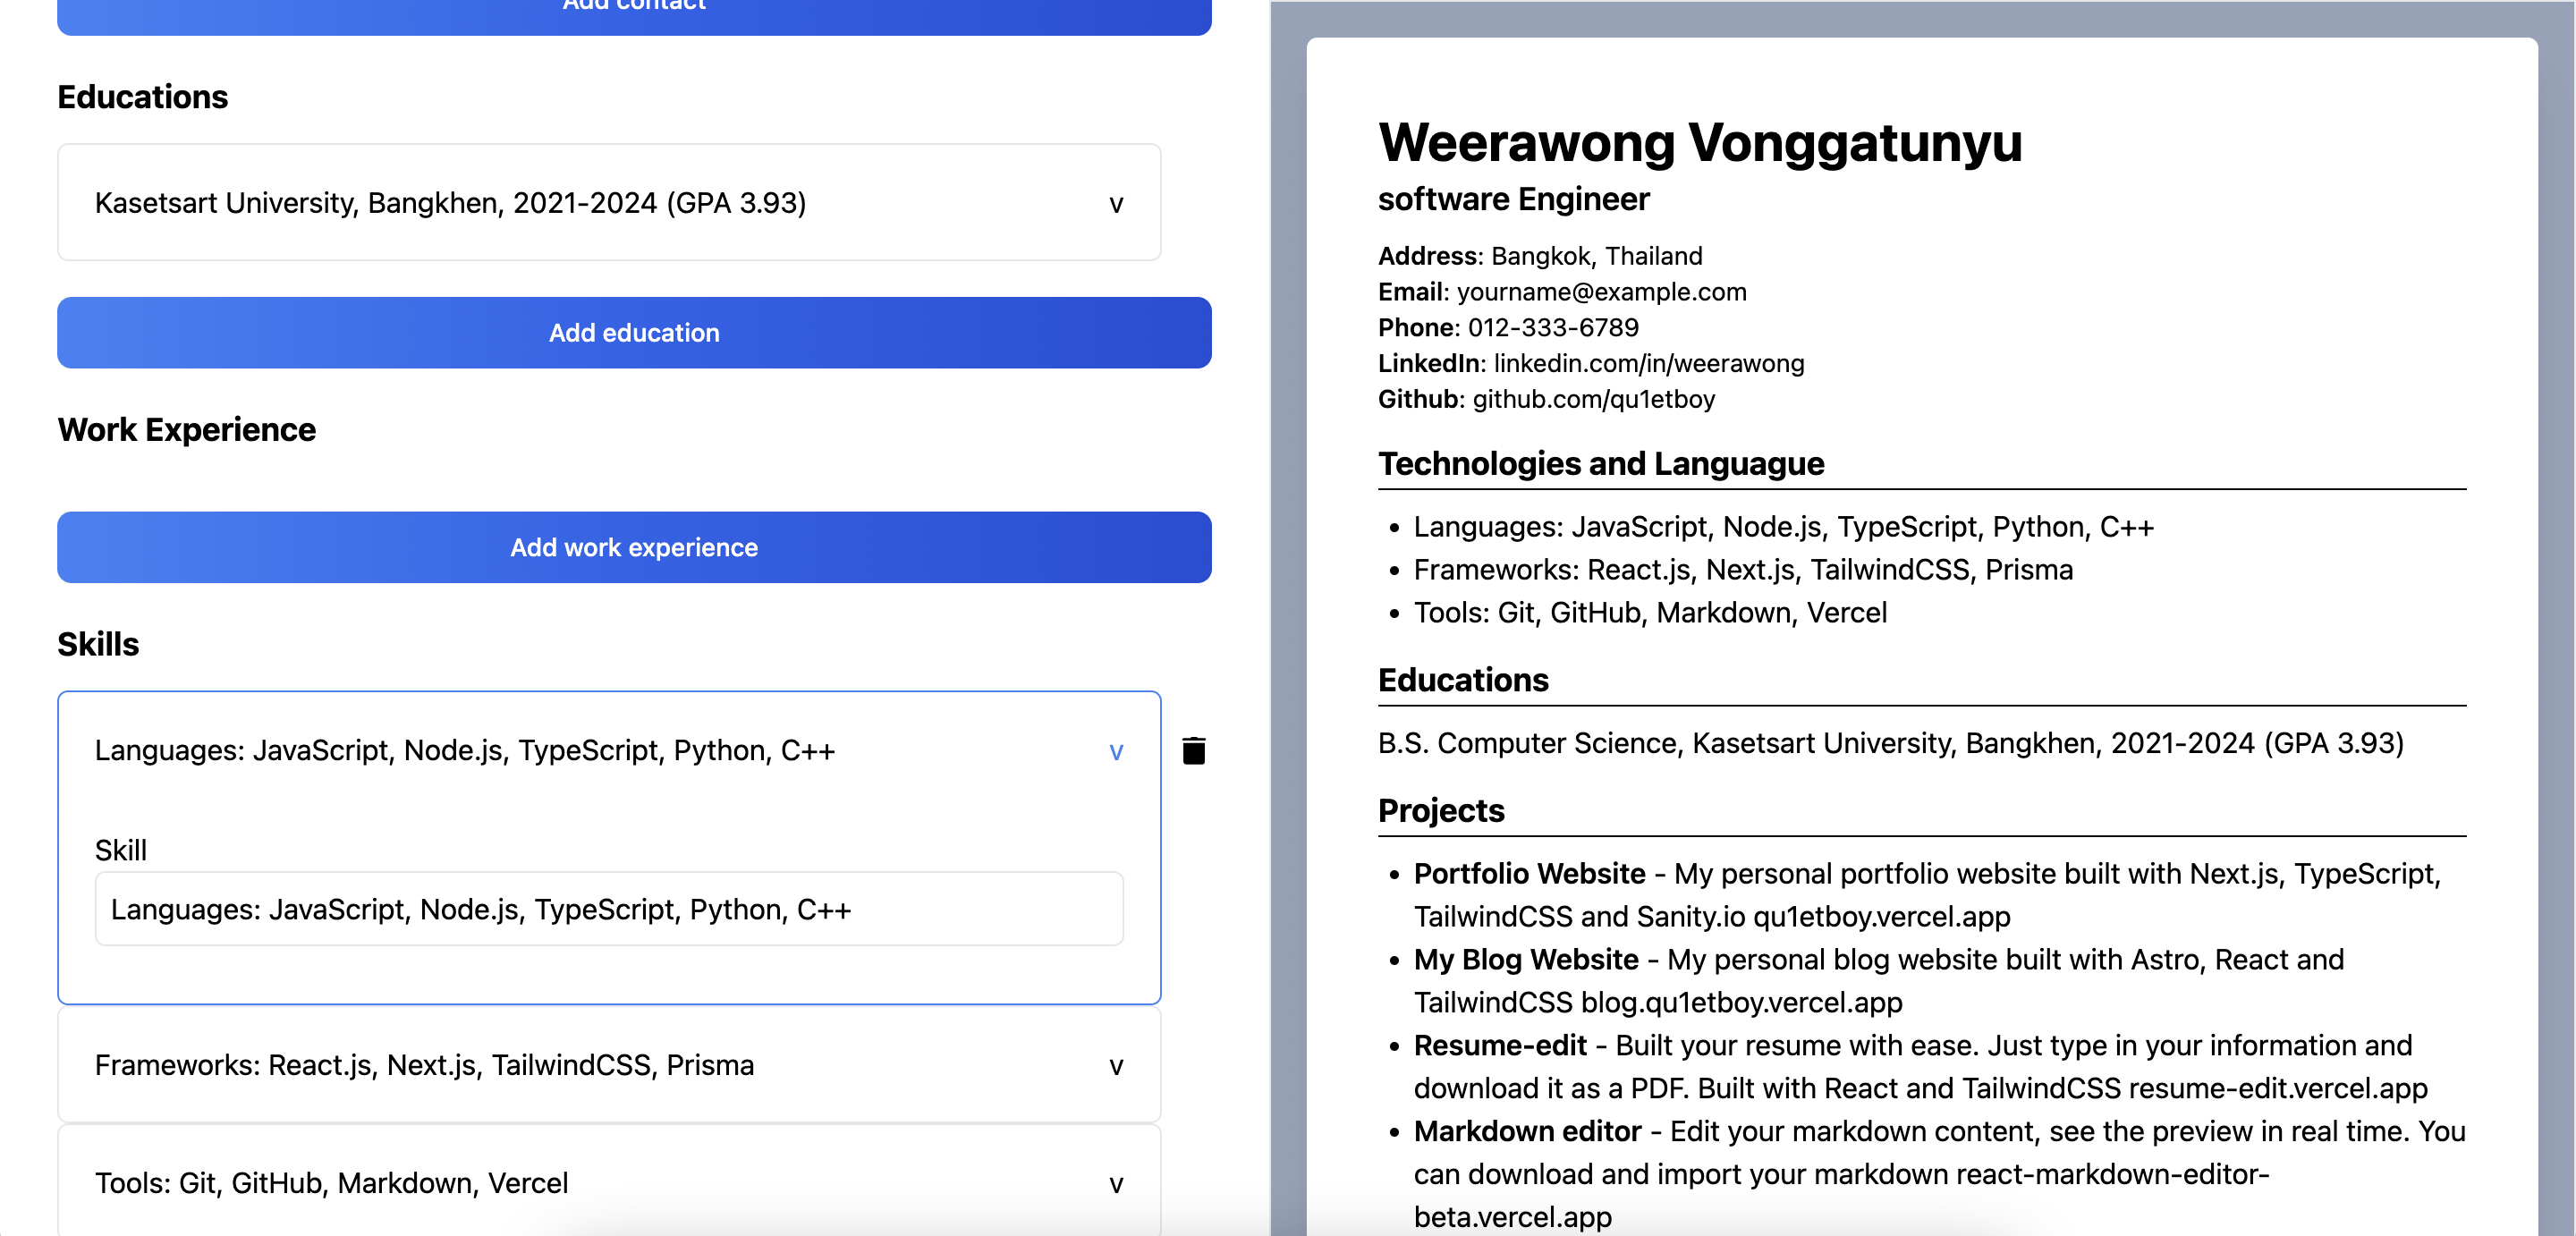 Add contact
Educations
Kasetsart University, Bangkhen, 2021-2024 (GPA 3.93)
v
Add education
Work Experience
Add work experience
Skills
Languages: JavaScript, Node.js, TypeScript, Python, C++
v
Skill
Languages: JavaScript, Node.js, TypeScript, Python, C++
Frameworks: React.js, Next.js, TailwindCSS, Prisma
v
Tools: Git, GitHub, Markdown, Vercel
v
Weerawong Vonggatunyu
software Engineer
Address: Bangkok, Thailand
Email: yourname@example.com
Phone: 012-333-6789
LinkedIn: linkedin.com/in/weerawong
Github: github.com/qu1etboy
Technologies and Languague
• Languages: JavaScript, Node.js, TypeScript, Python, C++
• Frameworks: React.js, Next.js, TailwindCSS, Prisma
• Tools: Git, GitHub, Markdown, Vercel
Educations
B.S. Computer Science, Kasetsart University, Bangkhen, 2021-2024 (GPA 3.93)
Projects
• Portfolio Website - My personal portfolio website built with Next.js, TypeScript,
TailwindCSS and Sanity.io qu1etboy.vercel.app
• My Blog Website - My personal blog website built with Astro, React and
TailwindCSS blog.qu1etboy.vercel.app
• Resume-edit - Built your resume with ease. Just type in your information and
download it as a PDF. Built with React and TailwindCSS resume-edit.vercel.app
• Markdown editor - Edit your markdown content, see the preview in real time. You
can download and import your markdown react-markdown-editor-
beta.vercel.app